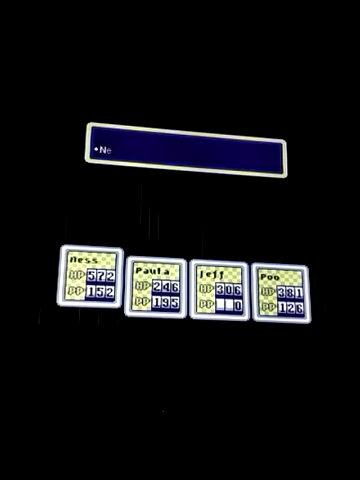 •Ne
Ness
HP 572
PP 152
Paula
HP 246
PP 195
Jeff
HP 306
PP 0
Poo
HP 381
PP 126